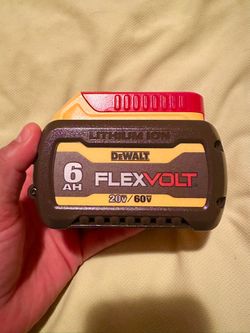 LITHIUM ION
DEWALT
6
AH
FLEXVOLT
20V/60V